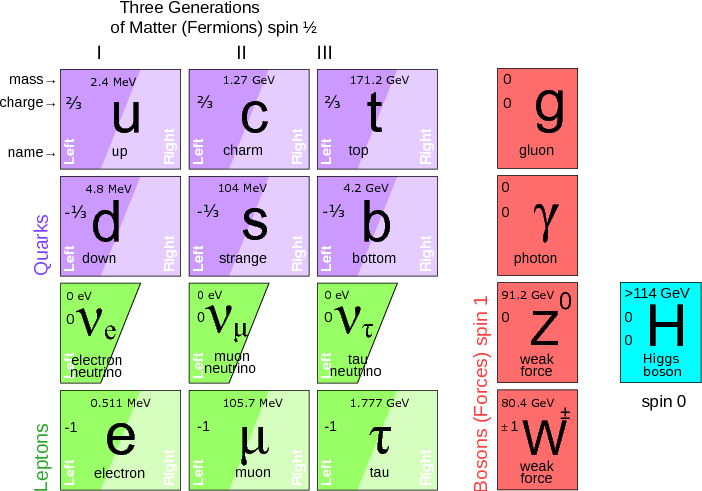 Three Generations
of Matter (Fermions) spin ½
I II III
mass→
charge→
name→
2.4 MeV
⅔
u
Left
up
Right
1.27 GeV
⅔
c
Left
charm
Right
171.2 GeV
⅔
t
Left
top
Right
0
0
g
gluon
Quarks
4.8 MeV
-⅓
d
Left
down
Right
104 MeV
-⅓
s
Left
strange
Right
4.2 GeV
-⅓
b
Left
bottom
Right
0
0
γ
photon
0 eV
0
νe
Left
electron
neutrino
0 eV
0
νμ
Left
muon
neutrino
0 eV
0
ντ
Left
tau
neutrino
Bosons (Forces) spin 1
91.2 GeV
0
Z0
weak
force
>114 GeV
0
0
H
Higgs
boson
spin 0
Leptons
0.511 MeV
-1
e
Left
electron
Right
105.7 MeV
-1
μ
Left
muon
Right
1.777 GeV
-1
τ
Left
tau
Right
80.4 GeV
±1
W±
weak
force